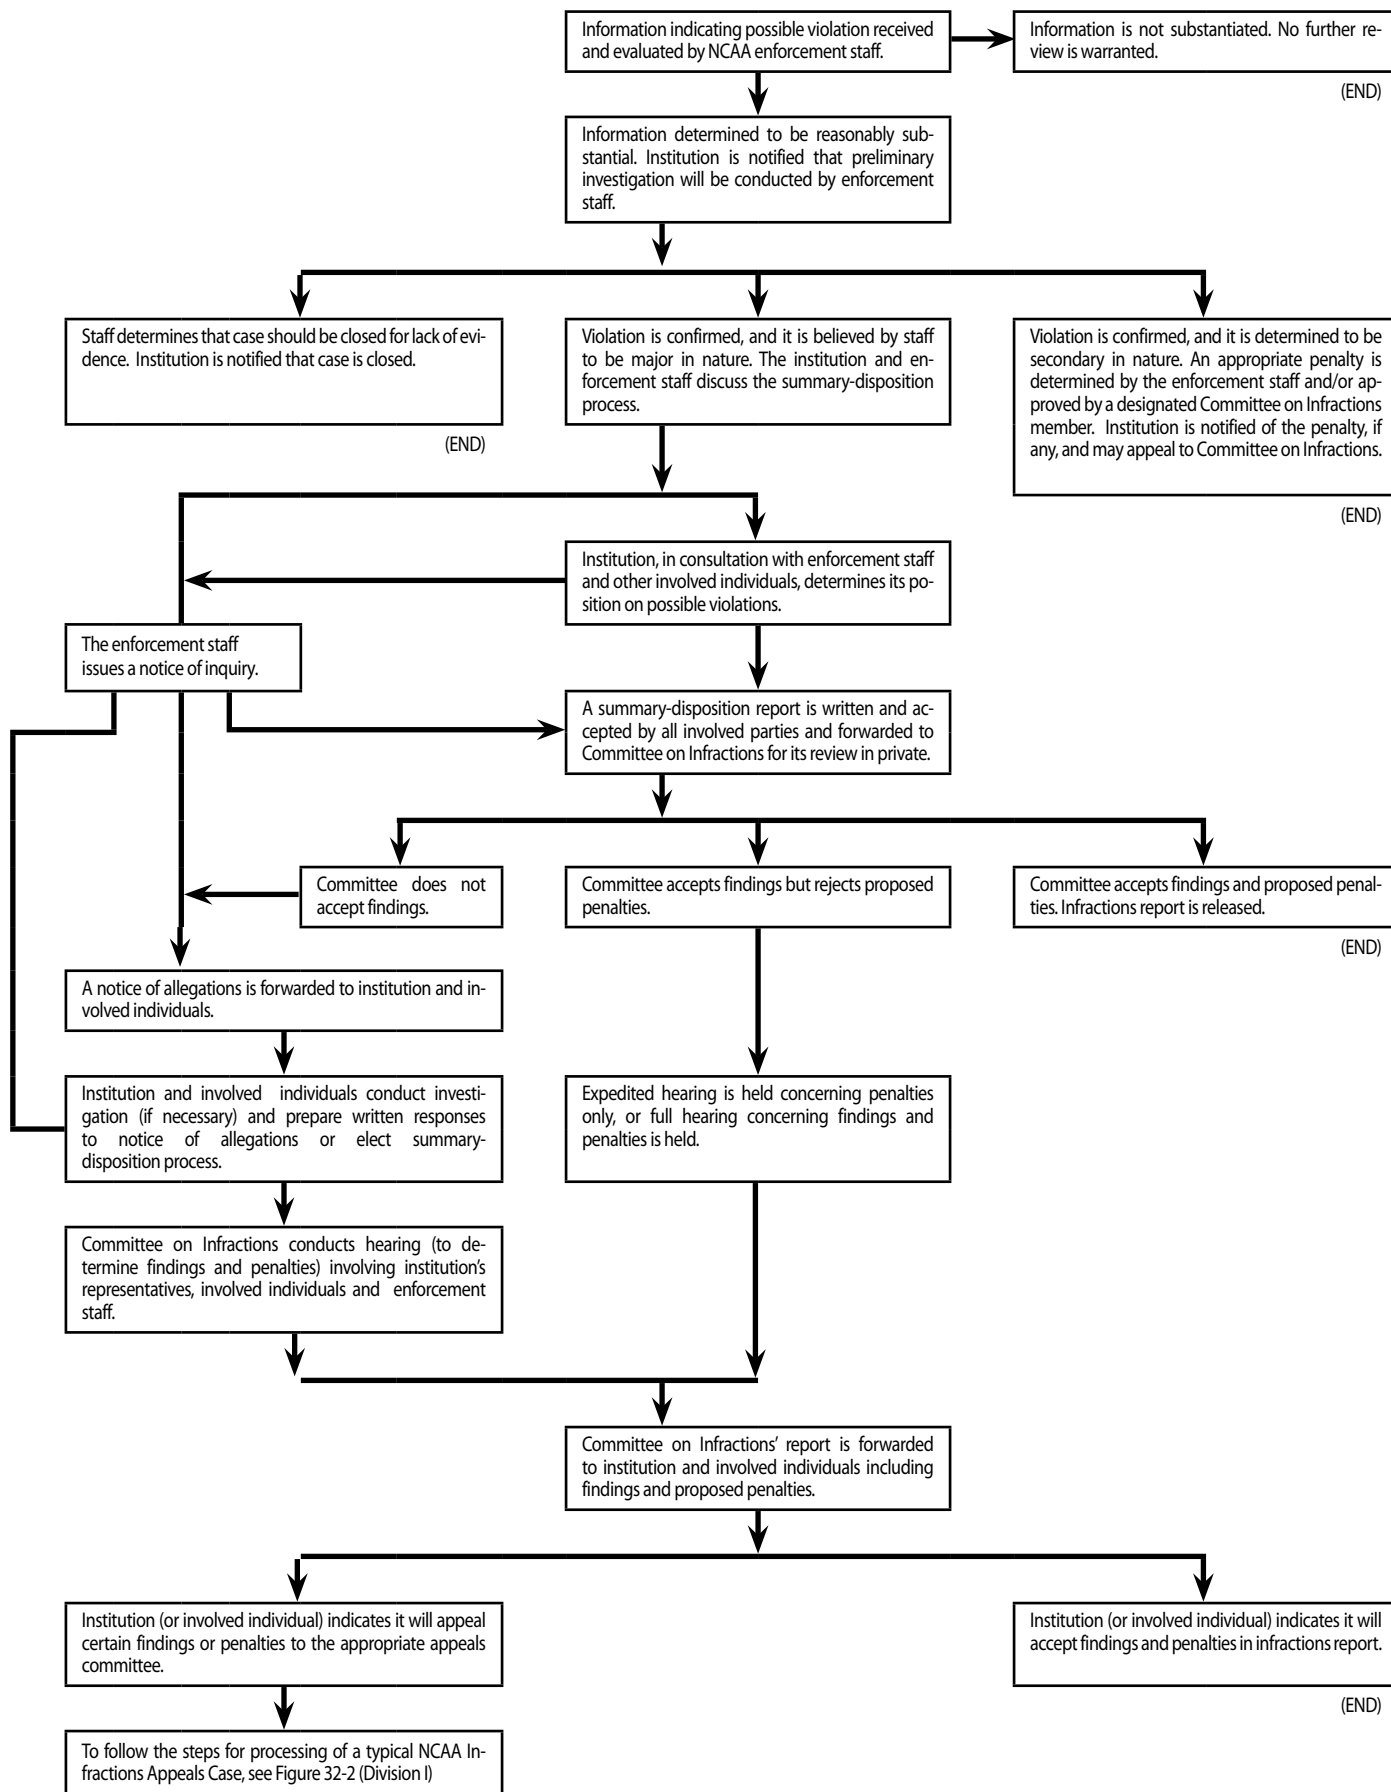 Information indicating possible violation received
and evaluated by NCAA enforcement staff.
Information is not substantiated. No further re-
view is warranted.
(END)
Information determined to be reasonably sub-
stantial. Institution is notified that preliminary
investigation will be conducted by enforcement
staff.
Staff determines that case should be closed for lack of evi-
dence. Institution is notified that case is closed.
(END)
Violation is confirmed, and it is believed by staff
to be major in nature. The institution and en-
forcement staff discuss the summary-disposition
process.
Violation is confirmed, and it is determined to be
secondary in nature. An appropriate penalty is
determined by the enforcement staff and/or ap-
proved by a designated Committee on Infractions
member. Institution is notified of the penalty, if
any, and may appeal to Committee on Infractions.
(END)
Institution, in consultation with enforcement staff
and other involved individuals, determines its po-
sition on possible violations.
The enforcement staff
issues a notice of inquiry.
A summary-disposition report is written and ac-
cepted by all involved parties and forwarded to
Committee on Infractions for its review in private.
Committee does not
accept findings.
Committee accepts findings but rejects proposed
penalties.
Committee accepts findings and proposed penal-
ties. Infractions report is released.
(END)
A notice of allegations is forwarded to institution and in-
volved individuals.
Institution and involved individuals conduct investi-
gation (if necessary) and prepare written responses
to notice of allegations or elect summary-
disposition process.
Expedited hearing is held concerning penalties
only, or full hearing concerning findings and
penalties is held.
Committee on Infractions conducts hearing (to de-
termine findings and penalties) involving institution's
representatives, involved individuals and enforcement
staff.
Committee on Infractions' report is forwarded
to institution and involved individuals including
findings and proposed penalties.
Institution (or involved individual) indicates it will appeal
certain findings or penalties to the appropriate appeals
committee.
Institution (or involved individual) indicates it will
accept findings and penalties in infractions report.
(END)
To follow the steps for processing of a typical NCAA In-
fractions Appeals Case, see Figure 32-2 (Division I)